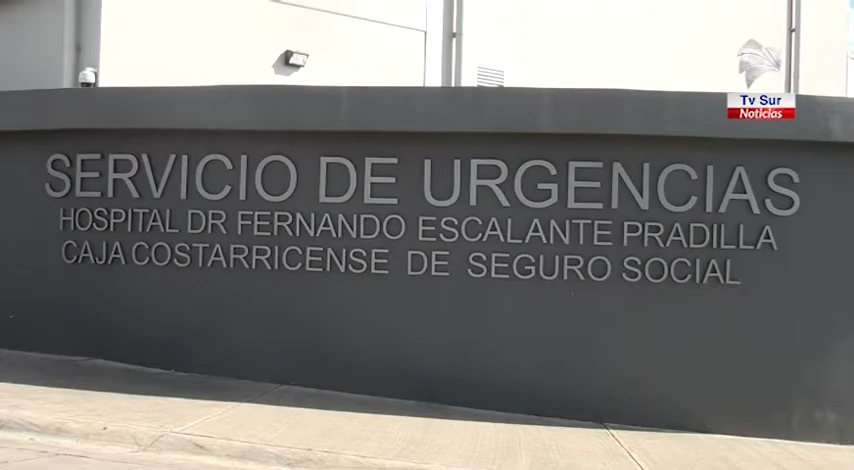 Tv Sur
Noticias
SERVICIO DE URGENCIAS
HOSPITAL DR FERNANDO ESCALANTE PRADILLA
CAJA COSTARRICENSE DE SEGURO SOCIAL